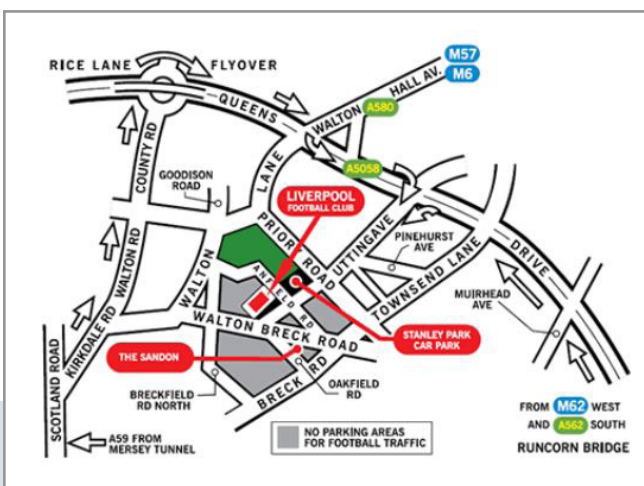 RICE LANE
FLYOVER
M57
M6
QUEENS
WALTON
HALL AV.
A580
A5058
COUNTY RD
GOODISON
ROAD
LANE
LIVERPOOL
FOOTBALL CLUB
PRIORY ROAD
UTTINGAVE
PINEHURST
AVE
DRIVE
WALTON RD
WALTON
ANFIELD RD
TOWNSEND LANE
MUIRHEAD
AVE
KIRKDALE RD
WALTON BRECK ROAD
STANLEY PARK
CAR PARK
THE SANDON
SCOTLAND ROAD
BRECKFIELD
RD NORTH
BRECK RD
OAKFIELD
RD
FROM M62 WEST
AND A562 SOUTH
RUNCORN BRIDGE
A59 FROM
MERSEY TUNNEL
NO PARKING AREAS
FOR FOOTBALL TRAFFIC